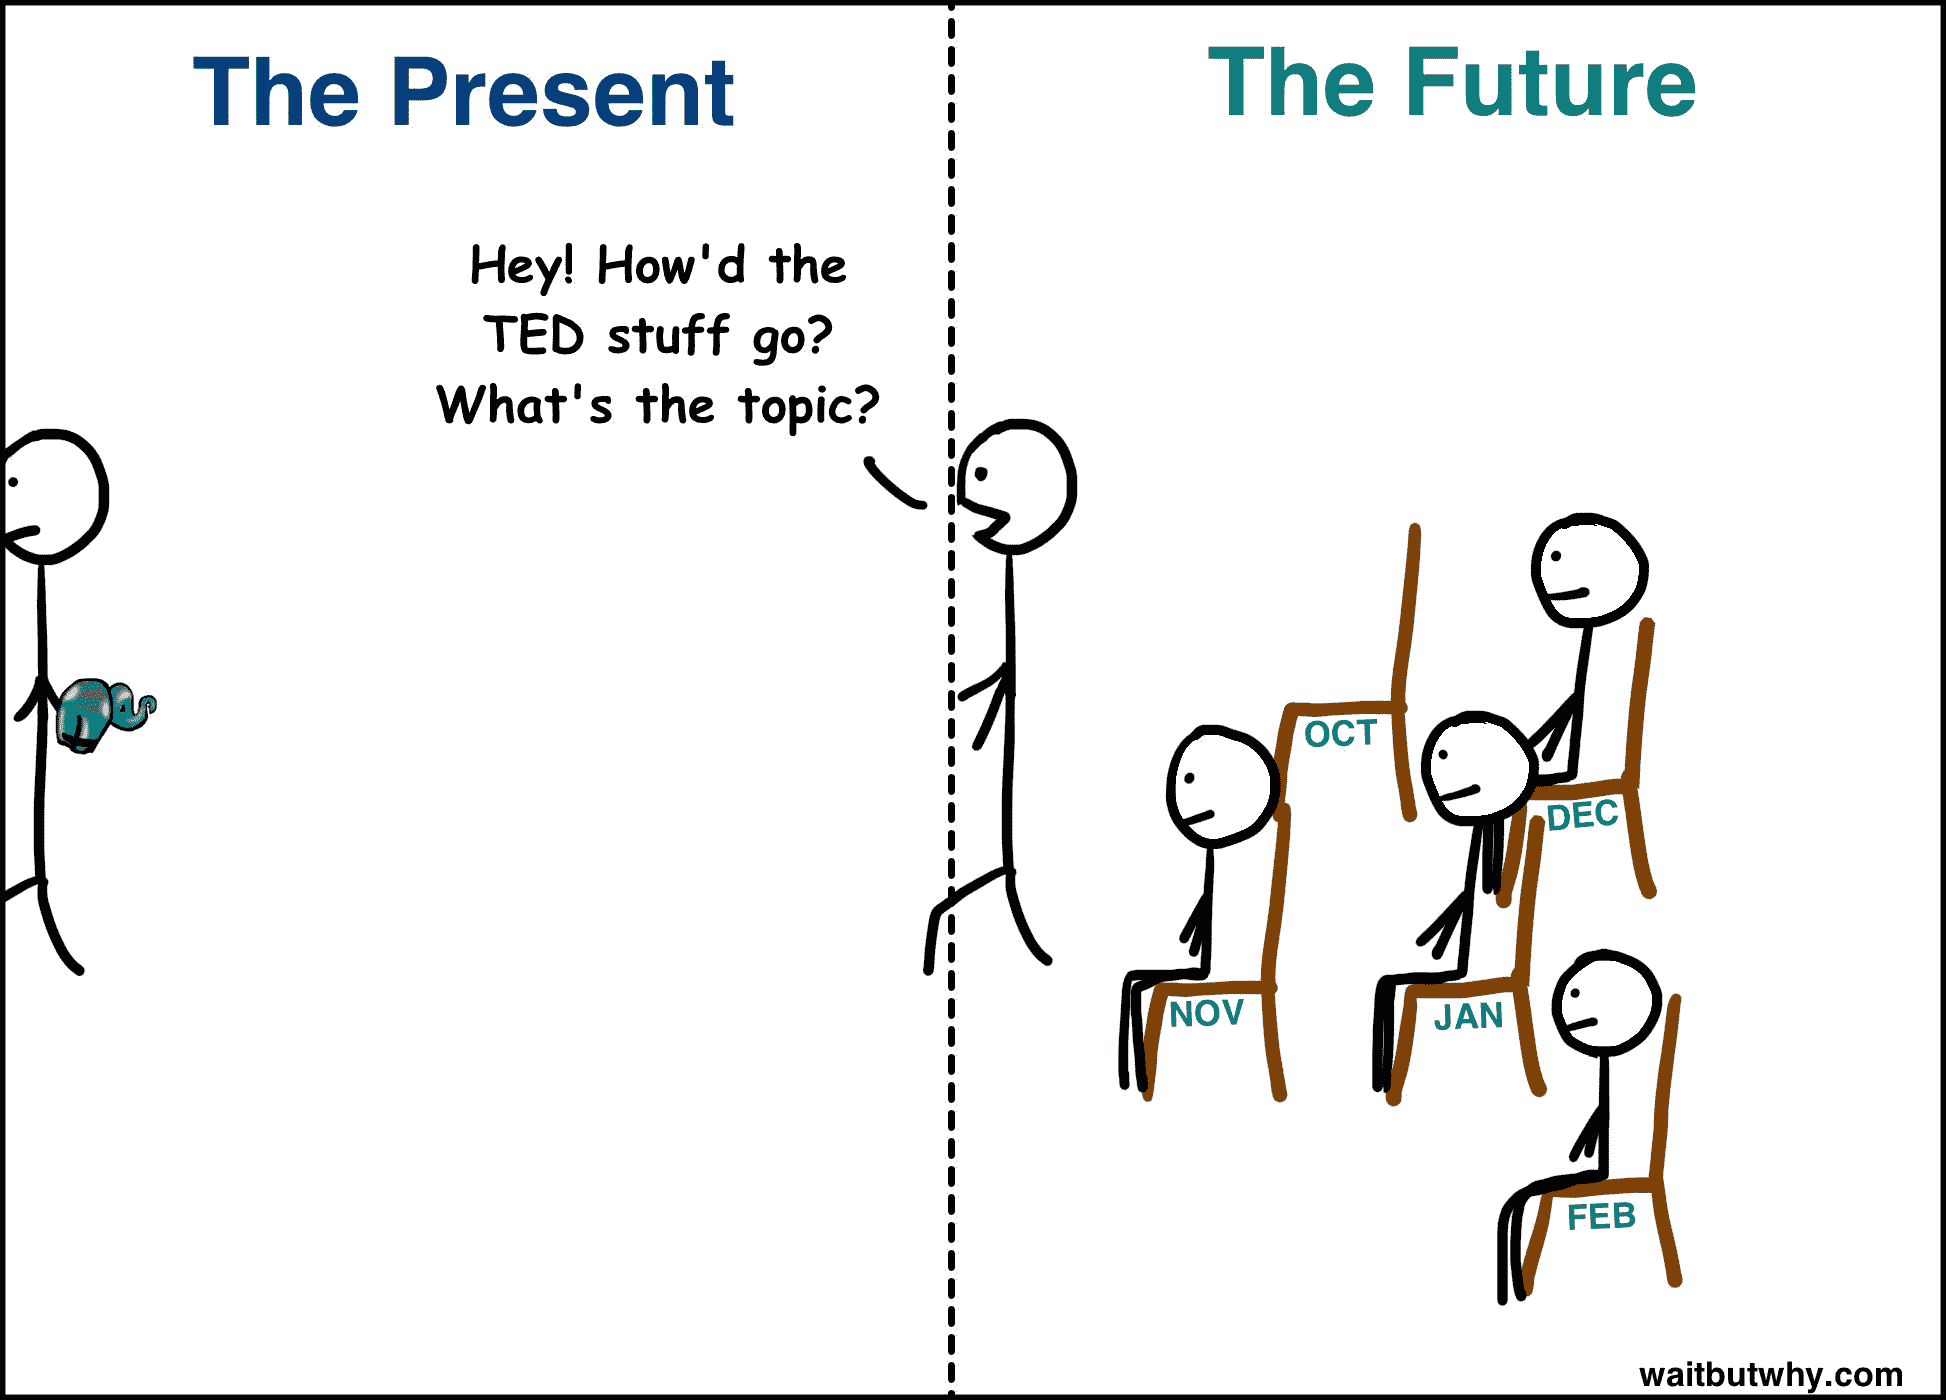 The Present
The Future
Hey! How'd the
TED stuff go?
What's the topic?
OCT
DEC
NOV
JAN
FEB
waitbutwhy.com